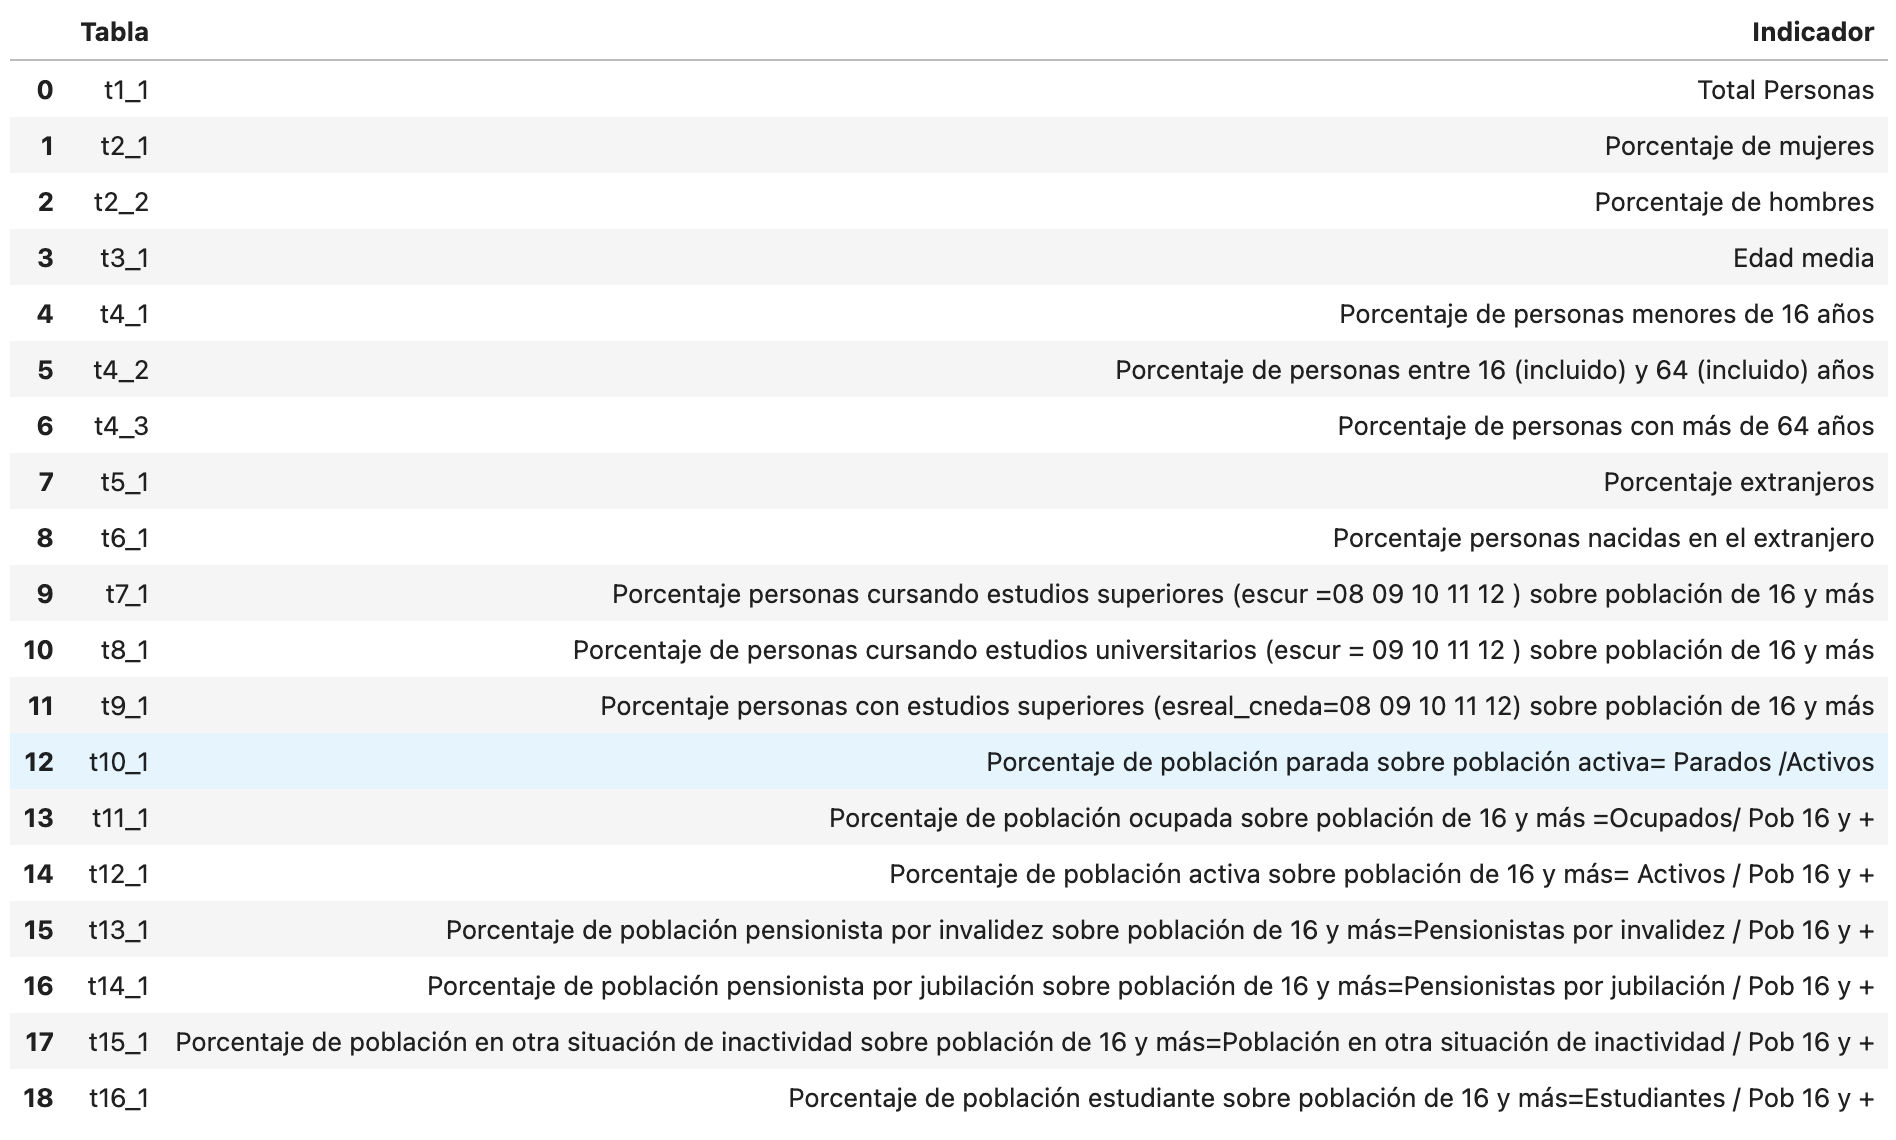 Tabla Indicador
0 t1_1 Total Personas
1 t2_1 Porcentaje de mujeres
2 t2_2 Porcentaje de hombres
3 t3_1 Edad media
4 t4_1 Porcentaje de personas menores de 16 años
5 t4_2 Porcentaje de personas entre 16 (incluido) y 64 (incluido) años
6 t4_3 Porcentaje de personas con más de 64 años
7 t5_1 Porcentaje extranjeros
8 t6_1 Porcentaje personas nacidas en el extranjero
9 t7_1 Porcentaje personas cursando estudios superiores (escur =08 09 10 11 12 ) sobre población de 16 y más
10 t8_1 Porcentaje de personas cursando estudios universitarios (escur = 09 10 11 12 ) sobre población de 16 y más
11 t9_1 Porcentaje personas con estudios superiores (esreal_cneda=08 09 10 11 12) sobre población de 16 y más
12 t10_1 Porcentaje de población parada sobre población activa= Parados /Activos
13 t11_1 Porcentaje de población ocupada sobre población de 16 y más =Ocupados/ Pob 16 y +
14 t12_1 Porcentaje de población activa sobre población de 16 y más= Activos / Pob 16 y +
15 t13_1 Porcentaje de población pensionista por invalidez sobre población de 16 y más=Pensionistas por invalidez / Pob 16 y +
16 t14_1 Porcentaje de población pensionista por jubilación sobre población de 16 y más=Pensionistas por jubilación / Pob 16 y +
17 t15_1 Porcentaje de población en otra situación de inactividad sobre población de 16 y más=Población en otra situación de inactividad / Pob 16 y +
18 t16_1 Porcentaje de población estudiante sobre población de 16 y más=Estudiantes / Pob 16 y +